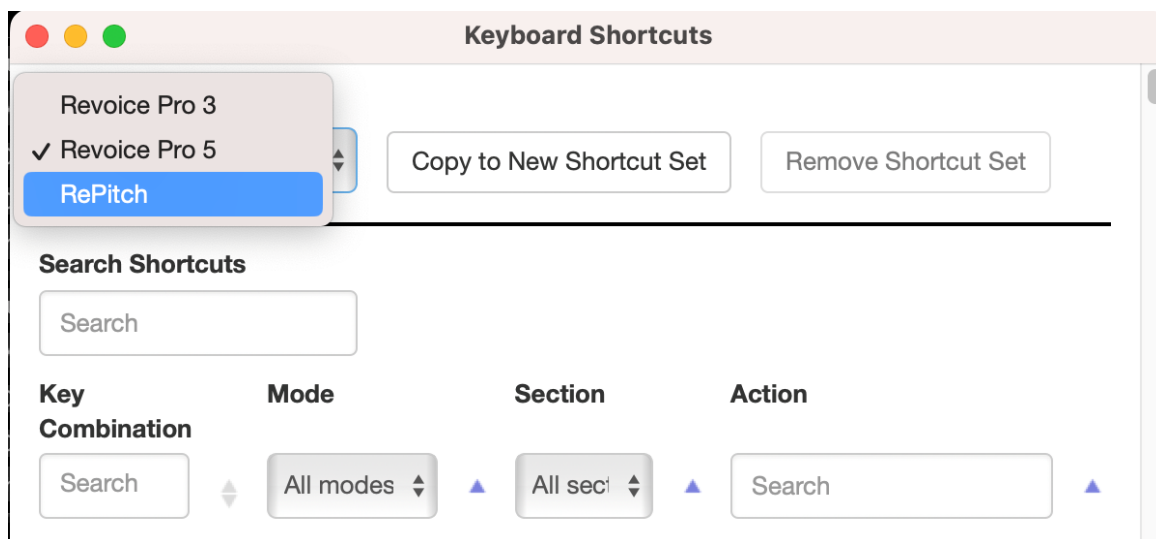 Keyboard Shortcuts
Revoice Pro 3
✓ Revoice Pro 5
RePitch
Copy to New Shortcut Set
Remove Shortcut Set
Search Shortcuts
Search
Key Combination
Mode
Section
Action
Search
All modes
All sect
Search